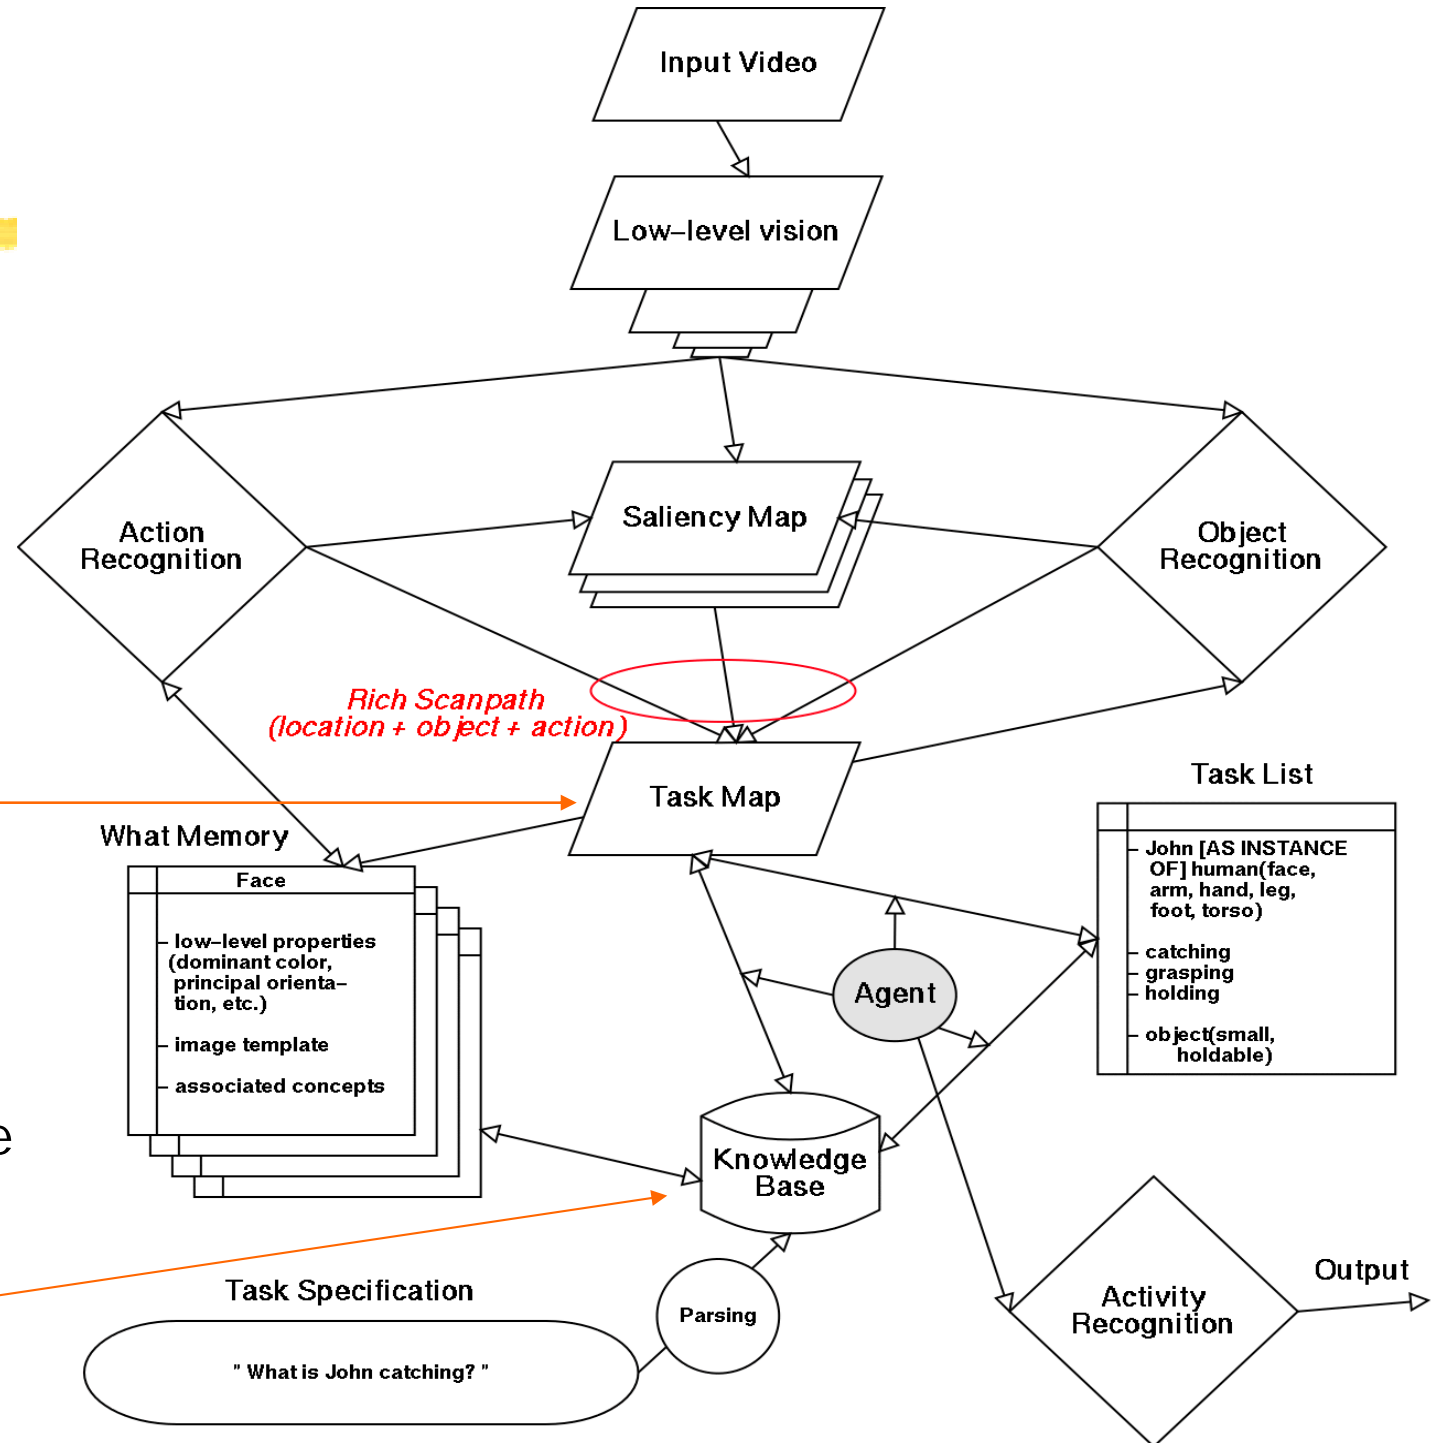 Input Video
Low–level vision
Saliency Map
Action
Recognition
Object
Recognition
Rich Scanpath
(location + object + action)
Task Map
Task List
John [AS INSTANCE
OF] human(face,
arm, hand, leg,
foot, torso)
catching
grasping
holding
object(small,
holdable)
What Memory
Face
low–level properties
(dominant color,
principal orienta–
tion, etc.)
image template
associated concepts
Agent
e
Knowledge
Base
Task Specification
" What is John catching? "
Parsing
Activity
Recognition
Output